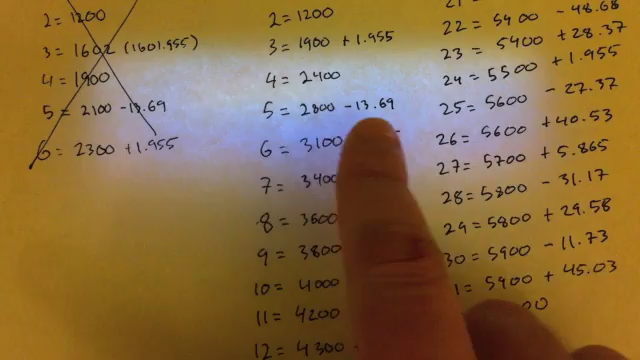 2 = 1200
3 = 1602 (1601.955)
4 = 1900
5 = 2100 -13.69
6 = 2300 +1.955
2 = 1200
3 = 1900 +1.955
4 = 2400
5 = 2800 -13.69
6 = 3100
7 = 3400
8 = 3600
9 = 3800
10 = 4000
11 = 4200
12 = 4300 -
22 = 5400 - 48.68
23 = 5400 + 28.37
24 = 5500 + 1.955
25 = 5600 - 27.37
26 = 5600 + 40.53
27 = 5700 + 5.865
28 = 5800 - 31.17
29 = 5800 + 29.58
30 = 5900 - 11.73
1 = 5900 + 45.03